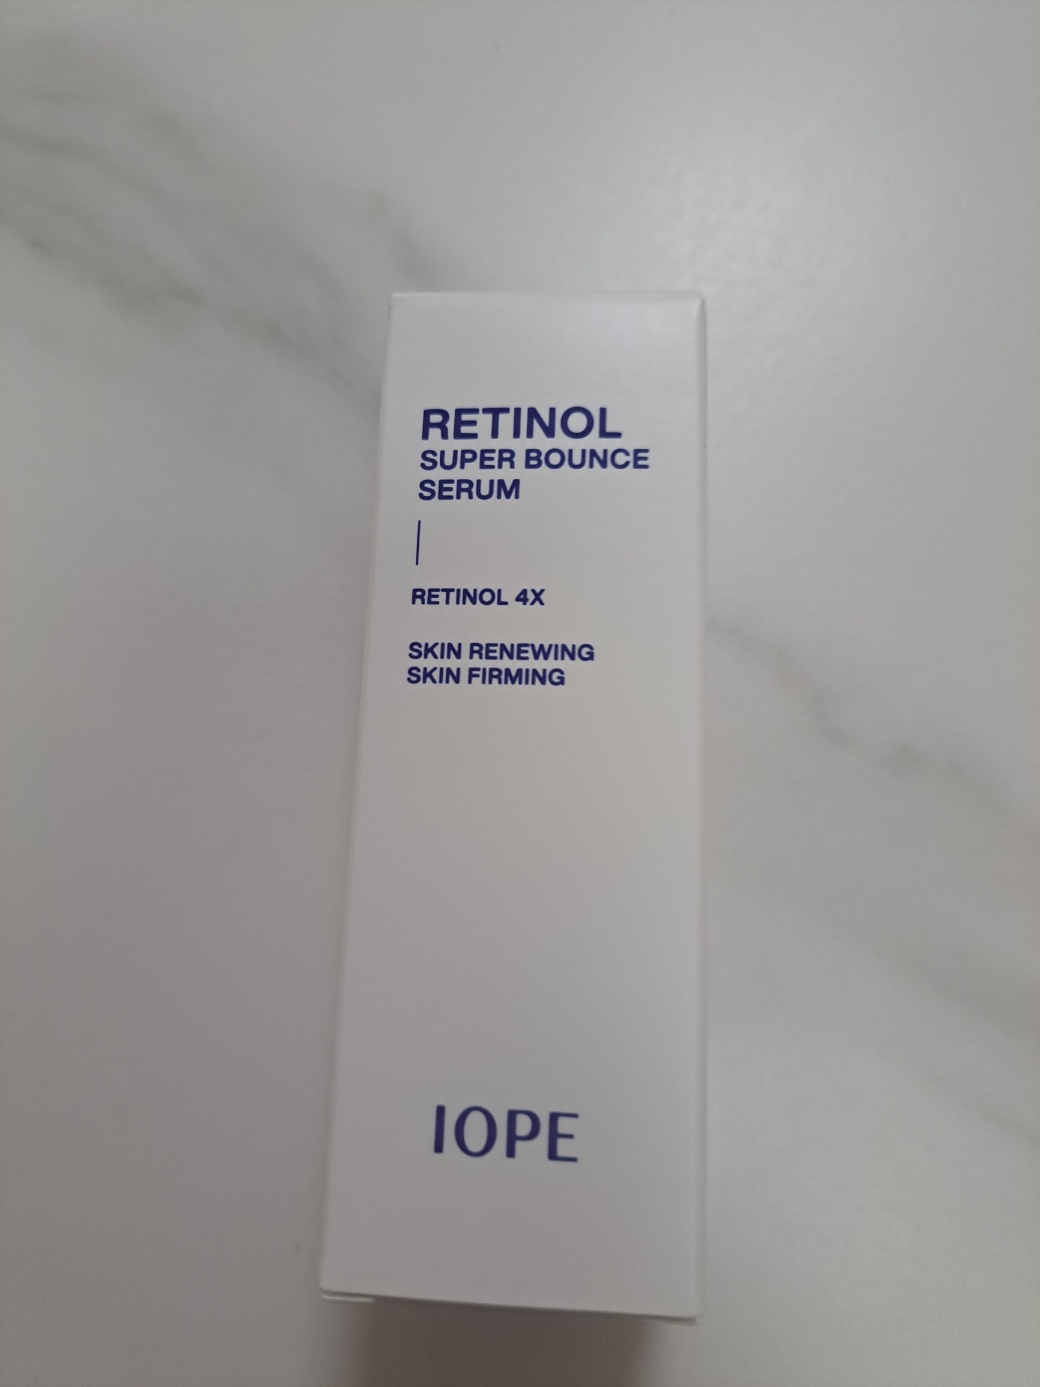 RETINOL
SUPER BOUNCE
SERUM
RETINOL 4X
SKIN RENEWING
SKIN FIRMING
IOPE